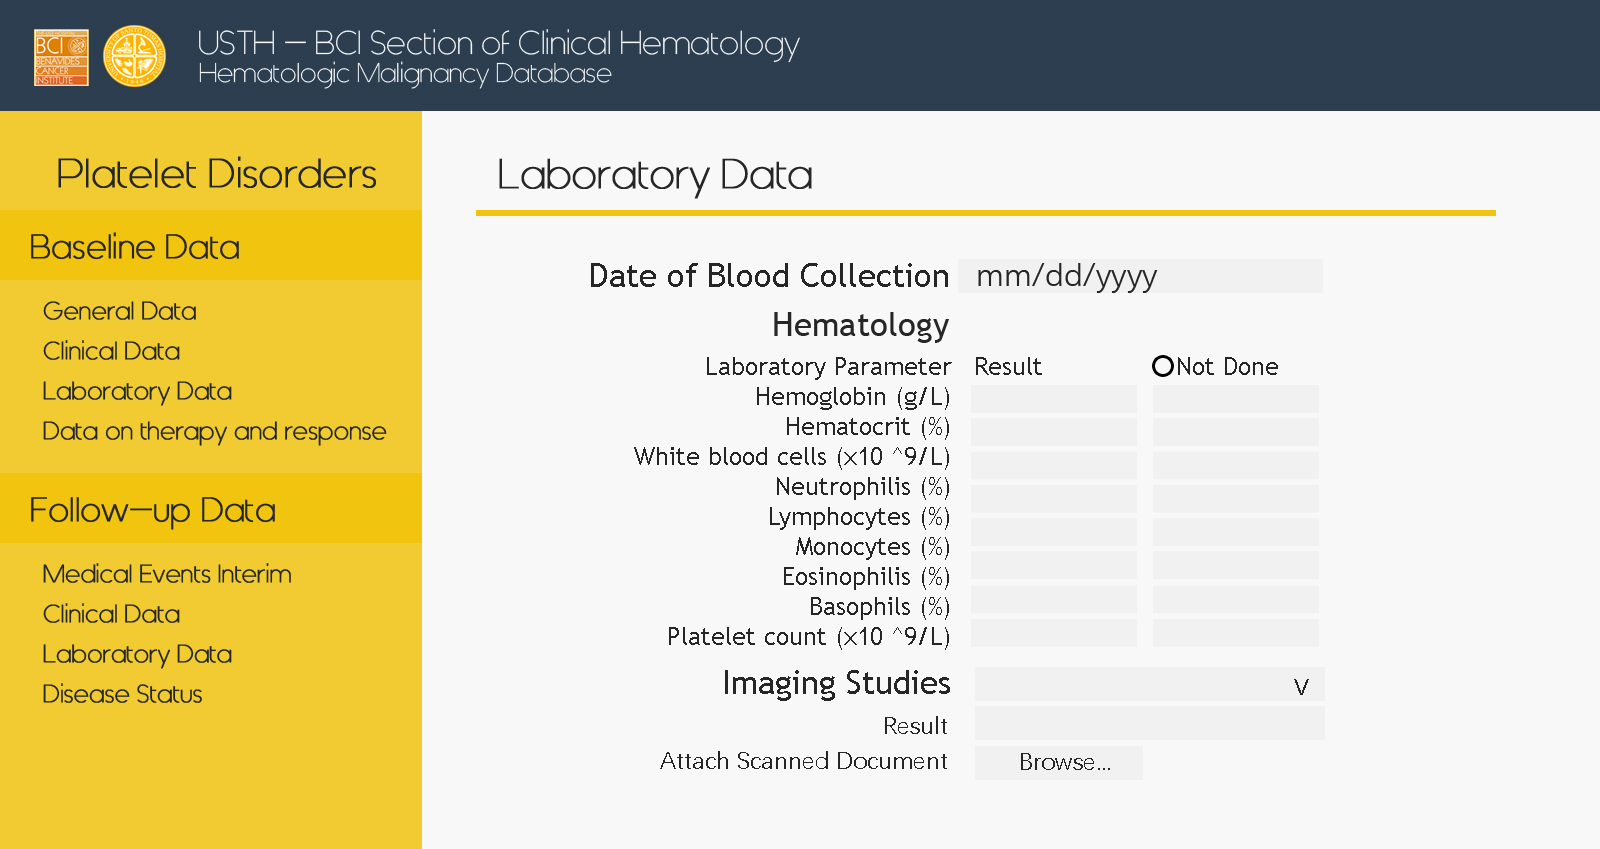 BCI
BENAVIDES
CANCER
INSTITUTE
USTH – BCI Section of Clinical Hematology
Hematologic Malignancy Database
Platelet Disorders
Baseline Data
General Data
Clinical Data
Laboratory Data
Data on therapy and response
Follow-up Data
Medical Events Interim
Clinical Data
Laboratory Data
Disease Status
Laboratory Data
Date of Blood Collection mm/dd/yyyy
Hematology
Laboratory Parameter Result Not Done
Hemoglobin (g/L)
Hematocrit (%)
White blood cells (x10 ^9/L)
Neutrophilis (%)
Lymphocytes (%)
Monocytes (%)
Eosinophilis (%)
Basophils (%)
Platelet count (x10 ^9/L)
Imaging Studies V
Result
Attach Scanned Document Browse...